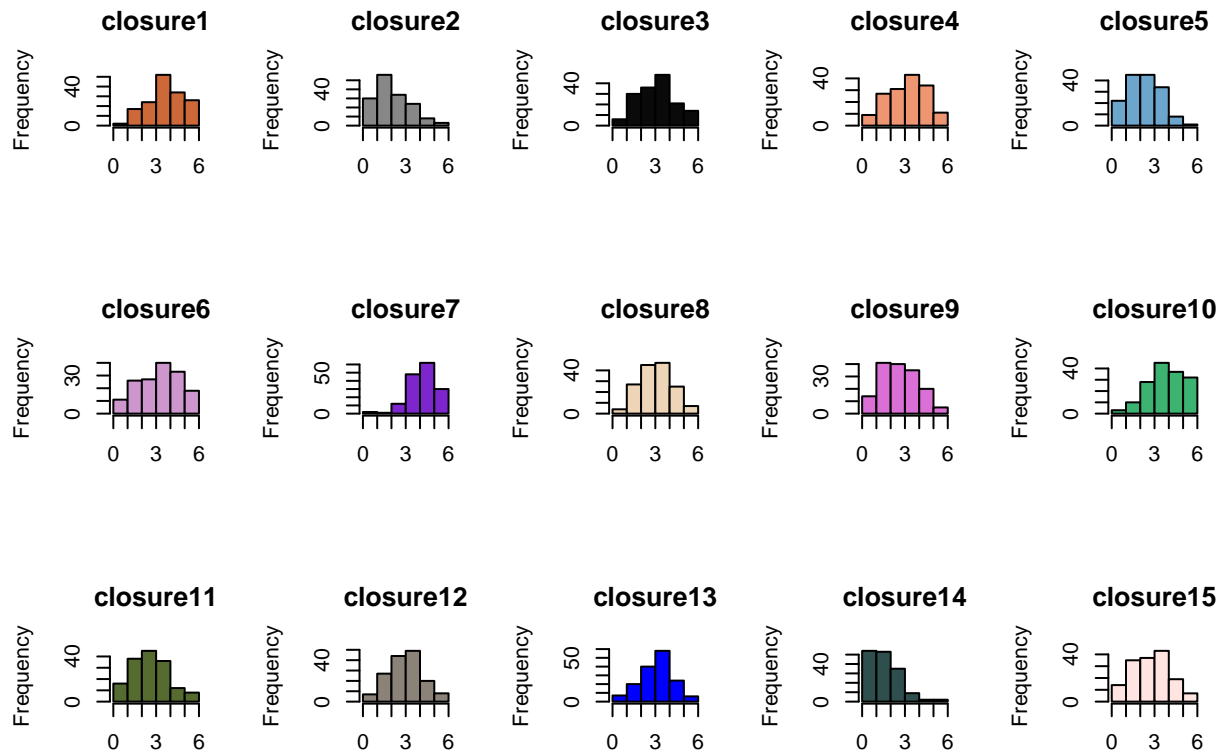 closure1 closure2 closure3 closure4 closure5
Frequency Frequency Frequency Frequency Frequency
40 40 40 40 40
0 0 0 0 0
0 3 6 0 3 6 0 3 6 0 3 6 0 3 6
closure6 closure7 closure8 closure9 closure10
Frequency Frequency Frequency Frequency Frequency
30 50 40 30 40
0 0 0 0 0
0 3 6 0 3 6 0 3 6 0 3 6 0 3 6
closure11 closure12 closure13 closure14 closure15
Frequency Frequency Frequency Frequency Frequency
40 40 50 40 40
0 0 0 0 0
0 3 6 0 3 6 0 3 6 0 3 6 0 3 6